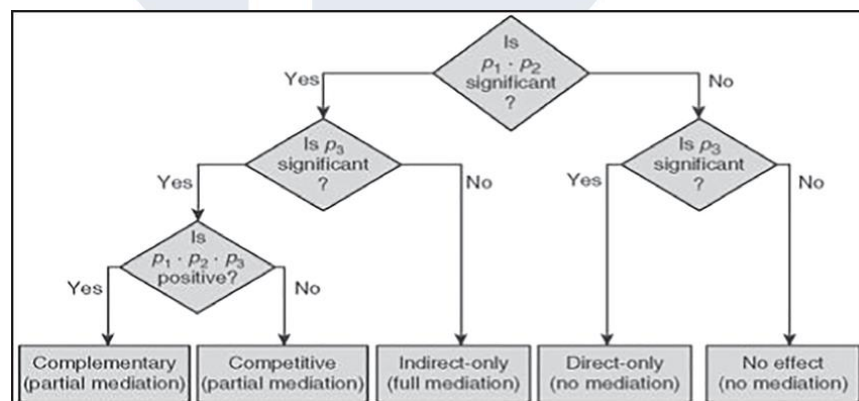 Is
p₁ · p₂
significant
?
Yes
No
Is p₃
significant
?
Is p₃
significant
?
Yes
No
Yes
No
Is
p₁ · p₂ · p₃
positive?
Yes
No
Complementary
(partial mediation)
Competitive
(partial mediation)
Indirect-only
(full mediation)
Direct-only
(no mediation)
No effect
(no mediation)